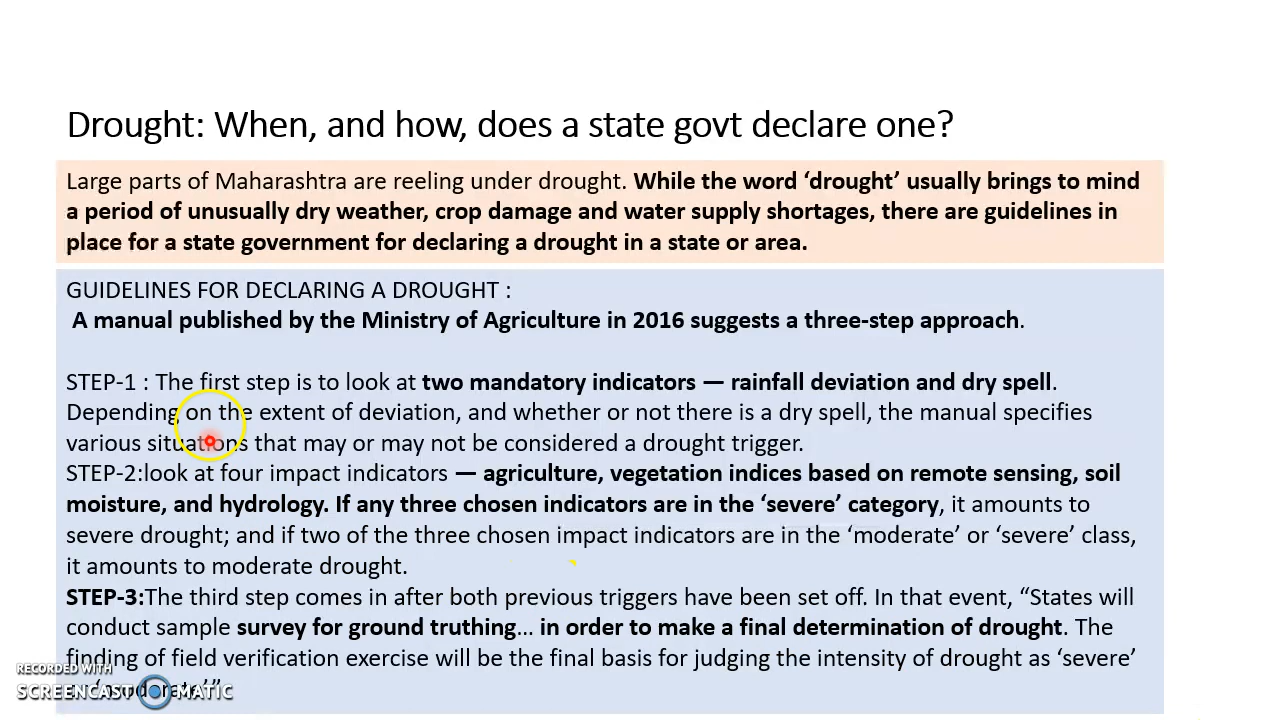 Drought: When, and how, does a state govt declare one?
Large parts of Maharashtra are reeling under drought. While the word ‘drought’ usually brings to mind
a period of unusually dry weather, crop damage and water supply shortages, there are guidelines in
place for a state government for declaring a drought in a state or area.
GUIDELINES FOR DECLARING A DROUGHT :
A manual published by the Ministry of Agriculture in 2016 suggests a three-step approach.
STEP-1 : The first step is to look at two mandatory indicators — rainfall deviation and dry spell.
Depending on the extent of deviation, and whether or not there is a dry spell, the manual specifies
various situations that may or may not be considered a drought trigger.
STEP-2:look at four impact indicators — agriculture, vegetation indices based on remote sensing, soil
moisture, and hydrology. If any three chosen indicators are in the ‘severe’ category, it amounts to
severe drought; and if two of the three chosen impact indicators are in the ‘moderate’ or ‘severe’ class,
it amounts to moderate drought.
STEP-3:The third step comes in after both previous triggers have been set off. In that event, “States will
conduct sample survey for ground truthing… in order to make a final determination of drought. The
finding of field verification exercise will be the final basis for judging the intensity of drought as ‘severe’
‘moderate’”
RECORDED WITH
SCREENCAST MATIC